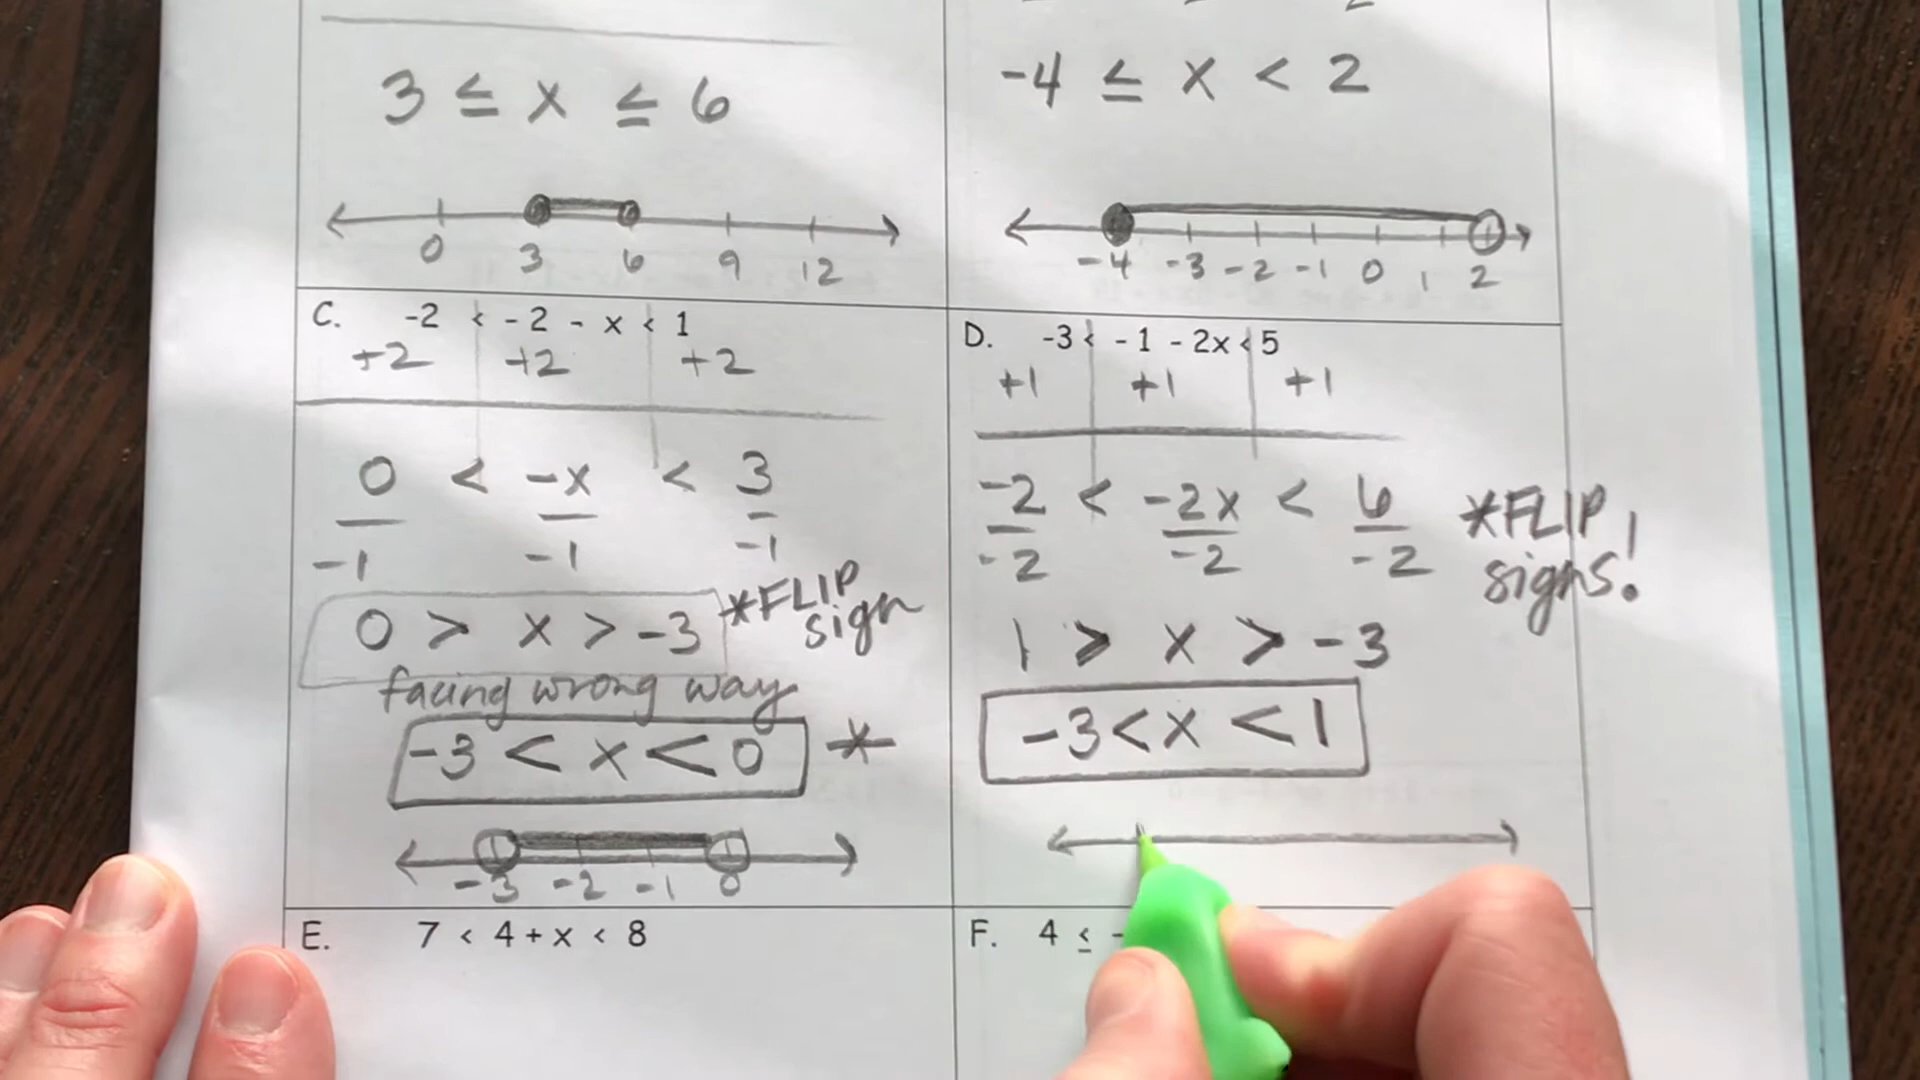 3 ≤ x ≤ 6
0 3 6 9 12
-4 ≤ x < 2
-4 -3 -2 -1 0 1 2
C. -2 < -2 - x < 1
+2 +2 +2
0 < -x < 3
-1 -1 -1
0 > x > -3 *FLIP sign
facing wrong way
-3 < x < 0 *
-3 -2 -1 0
D. -3 < -1 - 2x < 5
+1 +1 +1
-2 < -2x < 6 *FLIP
-2 -2 -2 signs!
1 > x > -3
-3 < x < 1
E. 7 < 4 + x < 8
F. 4 ≤ -